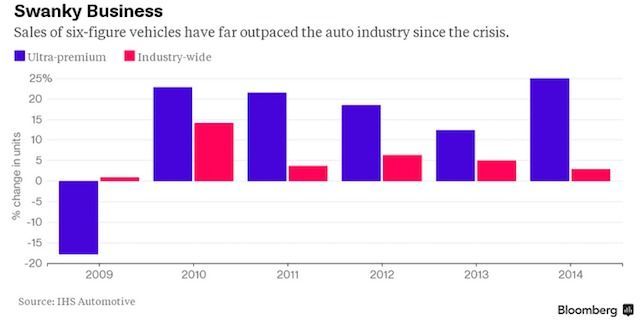 Swanky Business
Sales of six-figure vehicles have far outpaced the auto industry since the crisis.
Ultra-premium Industry-wide
25%
20
15
10
5
0
-5
-10
-15
-20
% change in units
2009 2010 2011 2012 2013 2014
Source: IHS Automotive
Bloomberg